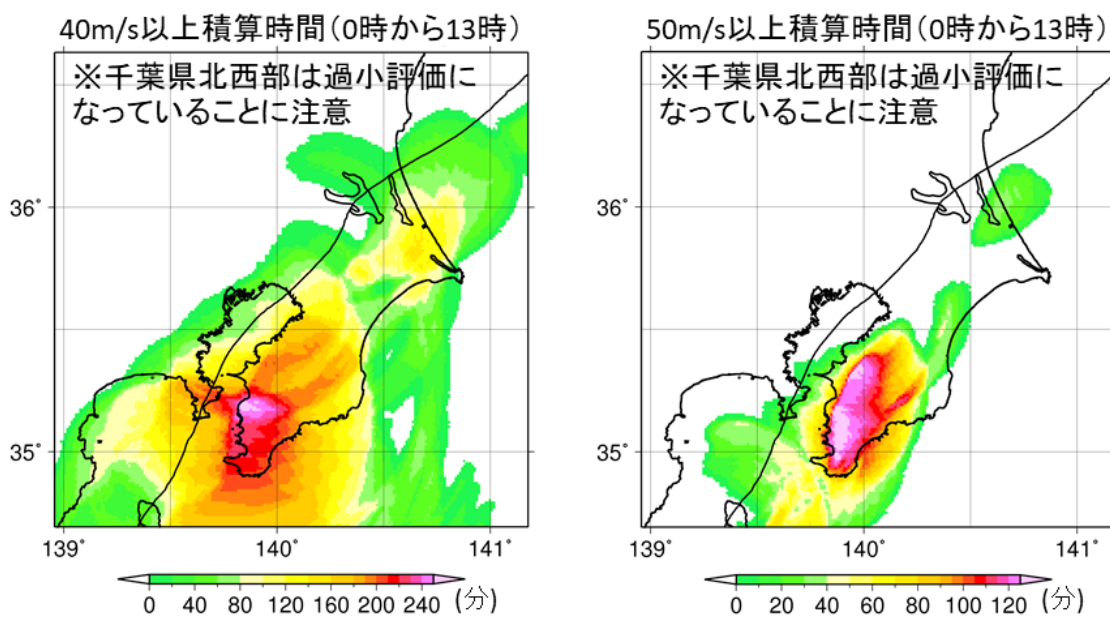 40m/s以上積算時間(0時から13時)
※千葉県北西部は過小評価に
なっていることに注意
36°
35°
139°
140°
141°
0 40 80 120 160 200 240 (分)
50m/s以上積算時間(0時から13時)
※千葉県北西部は過小評価に
なっていることに注意
36°
35°
139°
140°
141°
0 20 40 60 80 100 120 (分)